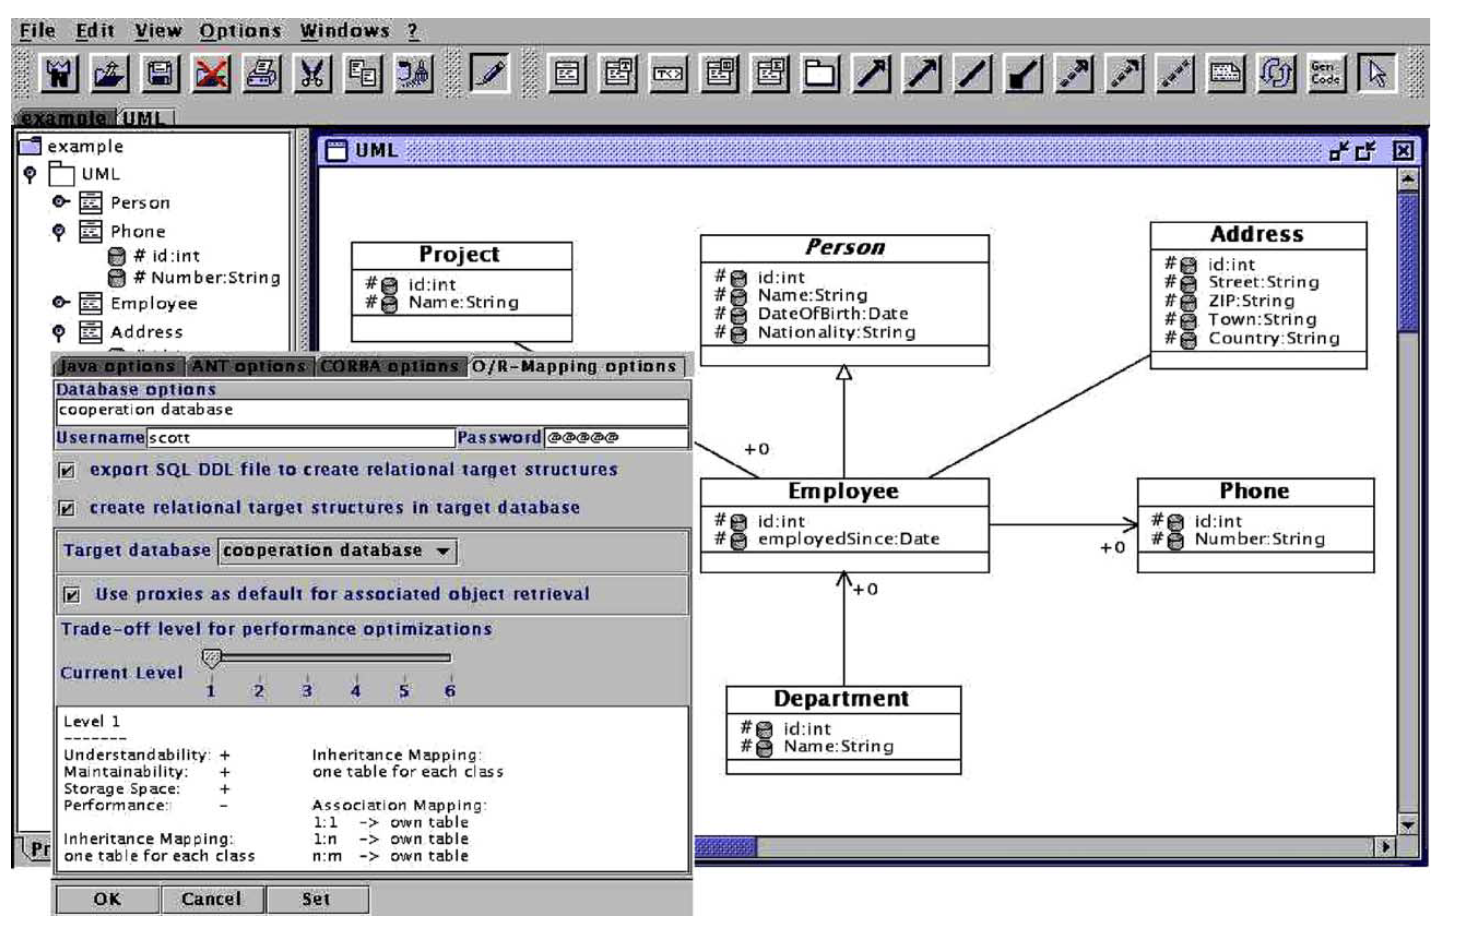 File Edit View Options Windows ?
Gen Code
example UML
example
UML
Person
Phone
# id:int
# Number:String
Employee
Address
UML
Project
# id:int
# Name:String
Person
# id:int
# Name:String
# DateOfBirth:Date
# Nationality:String
Address
# id:int
# Street:String
# ZIP:String
# Town:String
# Country:String
+0
Employee
# id:int
# employedSince:Date
+0
Phone
# id:int
# Number:String
+0
Department
# id:int
# Name:String
Java options ANT options CORBA options O/R-Mapping options
Database options
cooperation database
Username scott Password @@@@@
export SQL DDL file to create relational target structures
create relational target structures in target database
Target database cooperation database
Use proxies as default for associated object retrieval
Trade-off level for performance optimizations
Current Level
1 2 3 4 5 6
Level 1
-------
Understandability: +
Maintainability: +
Storage Space: +
Performance: -
Inheritance Mapping:
one table for each class
Inheritance Mapping:
one table for each class
Association Mapping:
1:1 -> own table
1:n -> own table
n:m -> own table
OK Cancel Set